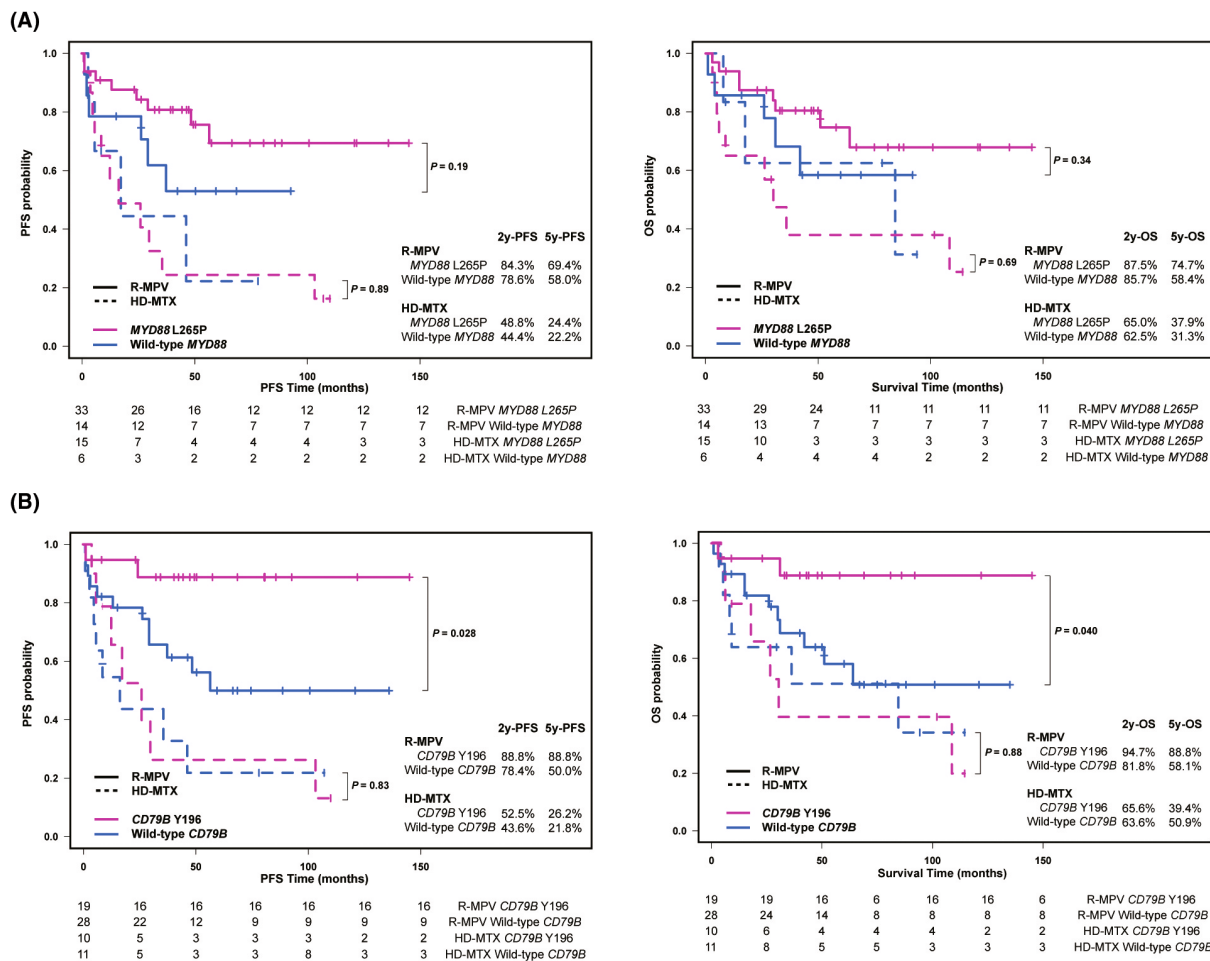 (A)
1.0
0.8
0.6
0.4
0.2
0.0
PFS probability
P = 0.19
P = 0.89
2y-PFS 5y-PFS
R-MPV
MYD88 L265P 84.3% 69.4%
Wild-type MYD88 78.6% 58.0%
HD-MTX
MYD88 L265P 48.8% 24.4%
Wild-type MYD88 44.4% 22.2%
R-MPV
HD-MTX
MYD88 L265P
Wild-type MYD88
0 50 100 150
PFS Time (months)
33 26 16 12 12 12 12 R-MPV MYD88 L265P
14 12 7 7 7 7 7 R-MPV Wild-type MYD88
15 7 4 4 4 3 3 HD-MTX MYD88 L265P
6 3 2 2 2 2 2 HD-MTX Wild-type MYD88
1.0
0.8
0.6
0.4
0.2
0.0
OS probability
P = 0.34
P = 0.69
2y-OS 5y-OS
R-MPV
MYD88 L265P 87.5% 74.7%
Wild-type MYD88 85.7% 58.4%
HD-MTX
MYD88 L265P 65.0% 37.9%
Wild-type MYD88 62.5% 31.3%
R-MPV
HD-MTX
MYD88 L265P
Wild-type MYD88
0 50 100 150
Survival Time (months)
33 29 24 11 11 11 11 R-MPV MYD88 L265P
14 13 7 7 7 7 7 R-MPV Wild-type MYD88
15 10 3 3 3 3 3 HD-MTX MYD88 L265P
6 4 4 4 2 2 2 HD-MTX Wild-type MYD88
(B)
1.0
0.8
0.6
0.4
0.2
0.0
PFS probability
P = 0.028
P = 0.83
2y-PFS 5y-PFS
R-MPV
CD79B Y196 88.8% 88.8%
Wild-type CD79B 78.4% 50.0%
HD-MTX
CD79B Y196 52.5% 26.2%
Wild-type CD79B 43.6% 21.8%
R-MPV
HD-MTX
CD79B Y196
Wild-type CD79B
0 50 100 150
PFS Time (months)
19 16 16 16 16 16 16 R-MPV CD79B Y196
28 22 12 9 9 9 9 R-MPV Wild-type CD79B
10 5 3 3 3 2 2 HD-MTX CD79B Y196
11 5 3 3 8 3 3 HD-MTX Wild-type CD79B
1.0
0.8
0.6
0.4
0.2
0.0
OS probability
P = 0.040
P = 0.88
2y-OS 5y-OS
R-MPV
CD79B Y196 94.7% 88.8%
Wild-type CD79B 81.8% 58.1%
HD-MTX
CD79B Y196 65.6% 39.4%
Wild-type CD79B 63.6% 50.9%
R-MPV
HD-MTX
CD79B Y196
Wild-type CD79B
0 50 100 150
Survival Time (months)
19 19 16 6 16 16 6 R-MPV CD79B Y196
28 24 14 8 8 8 8 R-MPV Wild-type CD79B
10 6 4 4 4 2 2 HD-MTX CD79B Y196
11 8 5 5 3 3 3 HD-MTX Wild-type CD79B